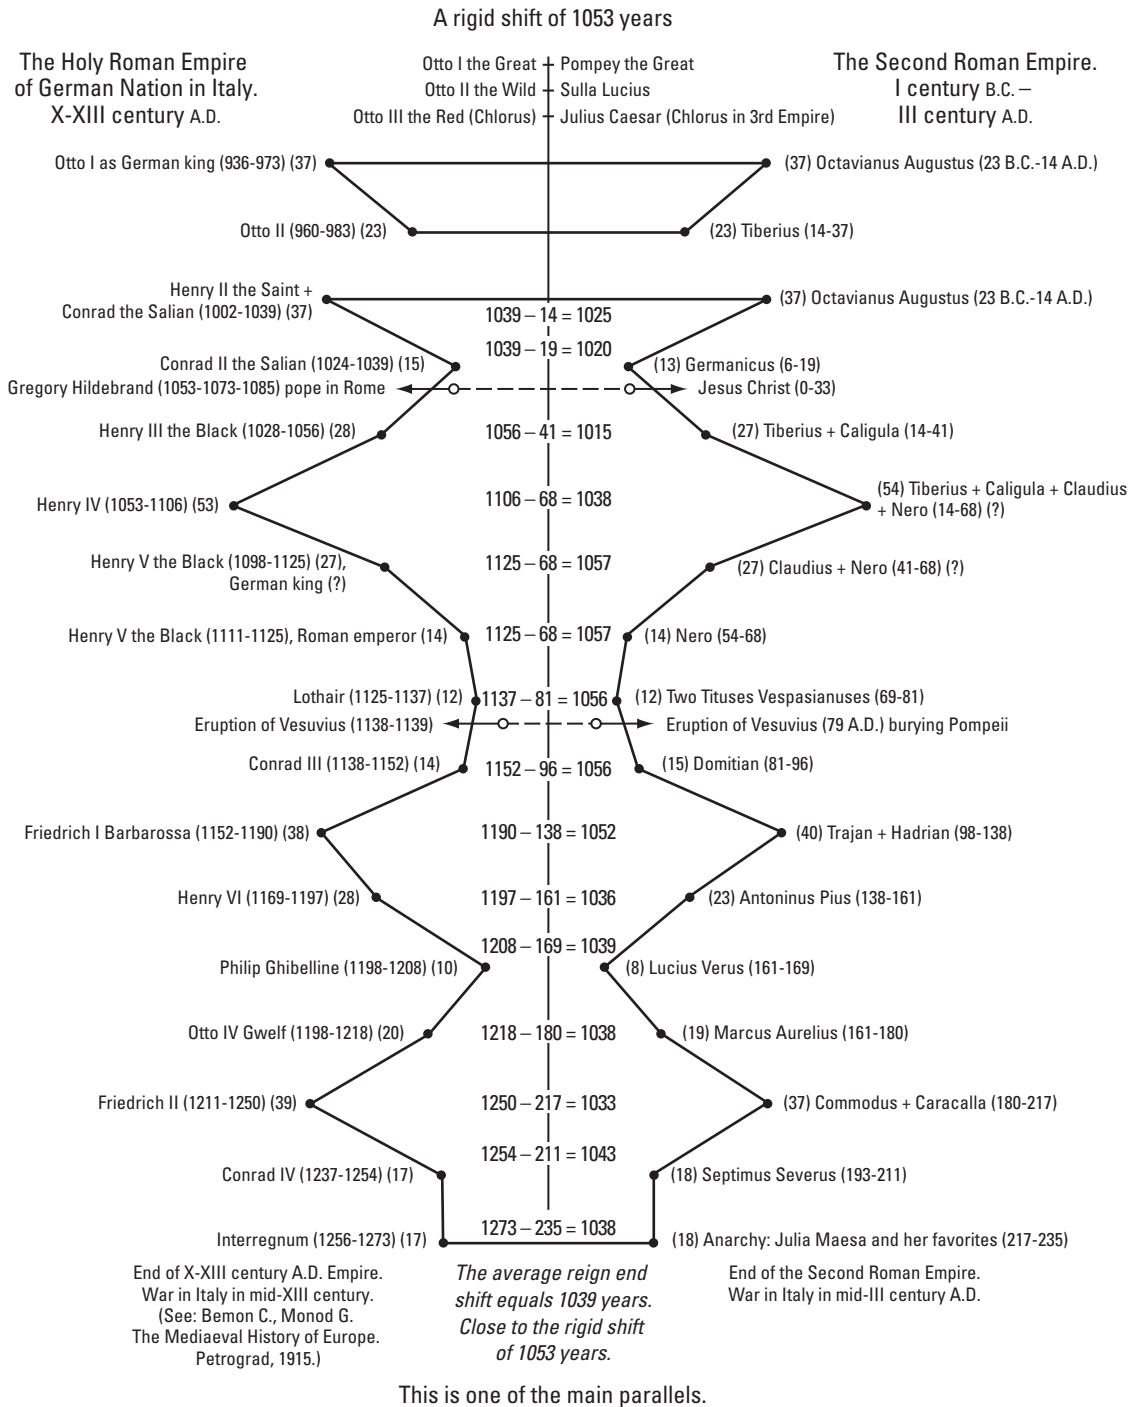 A rigid shift of 1053 years
The Holy Roman Empire
of German Nation in Italy.
X-XIII century A.D.
Otto I the Great
Pompey the Great
Otto II the Wild
Sulla Lucius
Otto III the Red (Chlorus)
Julius Caesar (Chlorus in 3rd Empire)
The Second Roman Empire.
I century B.C. –
III century A.D.
Otto I as German king (936-973) (37)
(37) Octavianus Augustus (23 B.C.-14 A.D.)
Otto II (960-983) (23)
(23) Tiberius (14-37)
Henry II the Saint +
Conrad the Salian (1002-1039) (37)
(37) Octavianus Augustus (23 B.C.-14 A.D.)
1039 – 14 = 1025
1039 – 19 = 1020
Conrad II the Salian (1024-1039) (15)
(13) Germanicus (6-19)
Gregory Hildebrand (1053-1073-1085) pope in Rome
Jesus Christ (0-33)
Henry III the Black (1028-1056) (28)
1056 – 41 = 1015
(27) Tiberius + Caligula (14-41)
Henry IV (1053-1106) (53)
1106 – 68 = 1038
(54) Tiberius + Caligula + Claudius
+ Nero (14-68) (?)
Henry V the Black (1098-1125) (27),
German king (?)
1125 – 68 = 1057
(27) Claudius + Nero (41-68) (?)
Henry V the Black (1111-1125), Roman emperor (14)
1125 – 68 = 1057
(14) Nero (54-68)
Lothair (1125-1137) (12)
1137 – 81 = 1056
(12) Two Tituses Vespasianuses (69-81)
Eruption of Vesuvius (1138-1139)
Eruption of Vesuvius (79 A.D.) burying Pompeii
Conrad III (1138-1152) (14)
1152 – 96 = 1056
(15) Domitian (81-96)
Friedrich I Barbarossa (1152-1190) (38)
1190 – 138 = 1052
(40) Trajan + Hadrian (98-138)
Henry VI (1169-1197) (28)
1197 – 161 = 1036
(23) Antoninus Pius (138-161)
1208 – 169 = 1039
Philip Ghibelline (1198-1208) (10)
(8) Lucius Verus (161-169)
Otto IV Gwelf (1198-1218) (20)
1218 – 180 = 1038
(19) Marcus Aurelius (161-180)
Friedrich II (1211-1250) (39)
1250 – 217 = 1033
(37) Commodus + Caracalla (180-217)
1254 – 211 = 1043
Conrad IV (1237-1254) (17)
(18) Septimus Severus (193-211)
1273 – 235 = 1038
Interregnum (1256-1273) (17)
(18) Anarchy: Julia Maesa and her favorites (217-235)
End of X-XIII century A.D. Empire.
War in Italy in mid-XIII century.
(See: Bemon C., Monod G.
The Mediaeval History of Europe.
Petrograd, 1915.)
The average reign end
shift equals 1039 years.
Close to the rigid shift
of 1053 years.
End of the Second Roman Empire.
War in Italy in mid-III century A.D.
This is one of the main parallels.